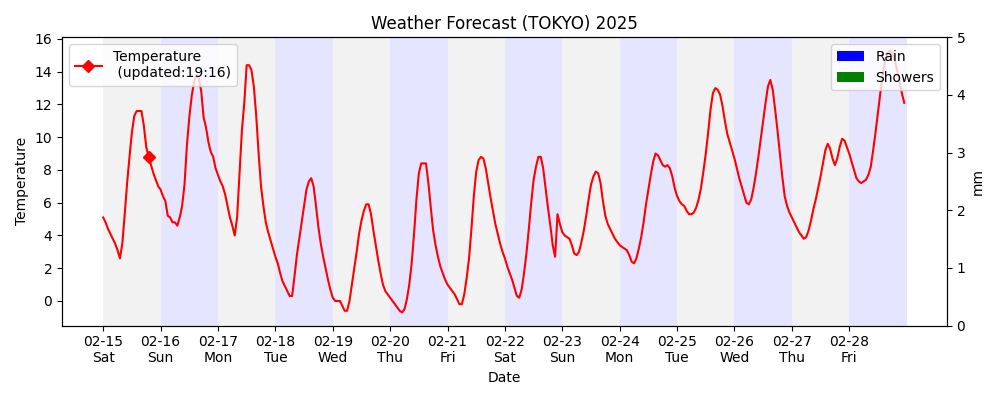 Weather Forecast (TOKYO) 2025
Temperature
(updated:19:16)
Rain
Showers
16
14
12
10
8
6
4
2
0
Temperature
5
4
3
2
1
0
mm
02-15 02-16 02-17 02-18 02-19 02-20 02-21 02-22 02-23 02-24 02-25 02-26 02-27 02-28
Sat Sun Mon Tue Wed Thu Fri Sat Sun Mon Tue Wed Thu Fri
Date